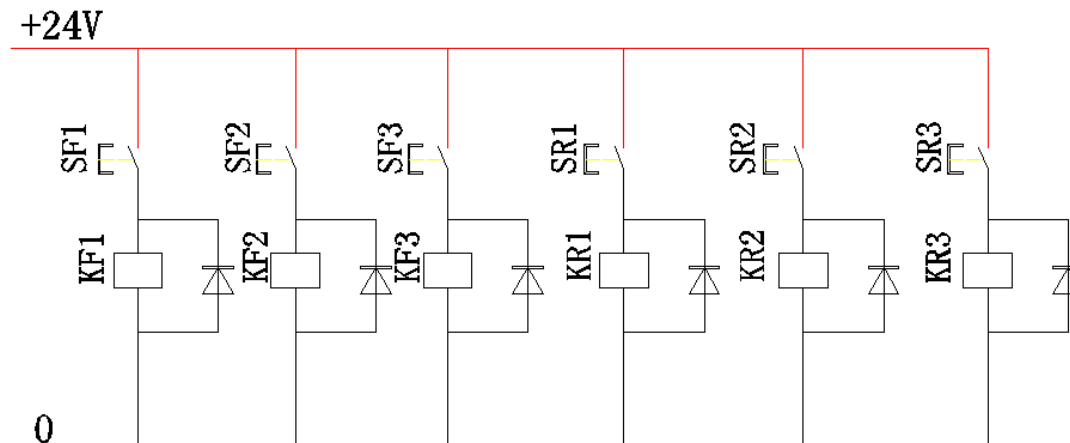 +24V
SF1
SF2
SF3
SR1
SR2
SR3
KF1
KF2
KF3
KR1
KR2
KR3
0